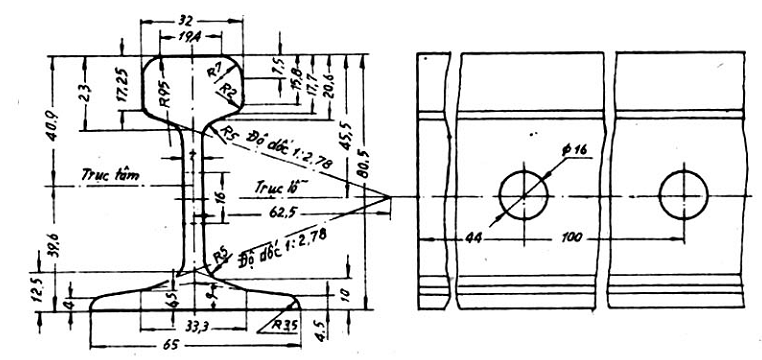 32
19,4
40.9
23
17,25
R95
R7
R2
7,5
15,8
17,7
20,6
45,5
80,5
R5
Độ dốc 1:2,78
7
Trục tâm
Trục lỗ
16
62,5
ϕ16
44
100
39,6
R5
Độ dốc 1:2,78
12,5
4
45
9
10
4.5
R35
33,3
65